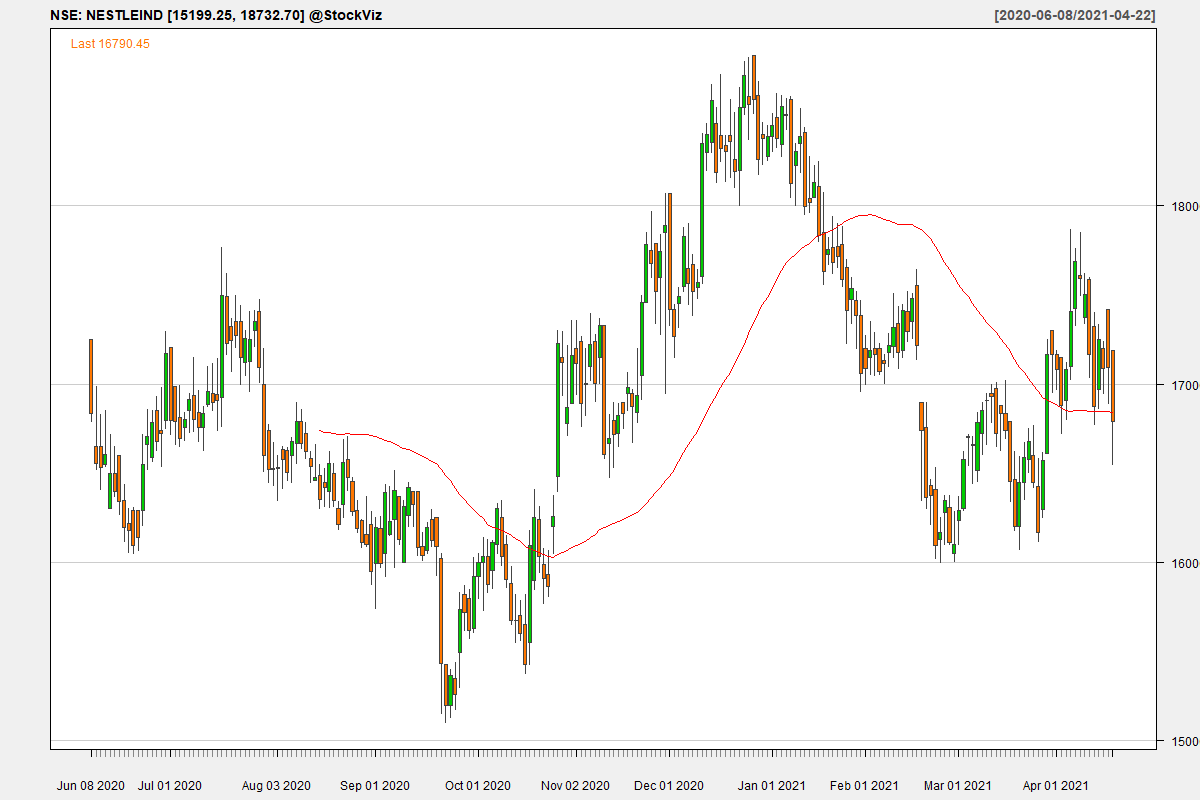 NSE: NESTLEIND [15199.25, 18732.70] @StockViz [2020-06-08/2021-04-22]
Last 16790.45
1800
1700
1600
1500
Jun 08 2020 Jul 01 2020 Aug 03 2020 Sep 01 2020 Oct 01 2020 Nov 02 2020 Dec 01 2020 Jan 01 2021 Feb 01 2021 Mar 01 2021 Apr 01 2021